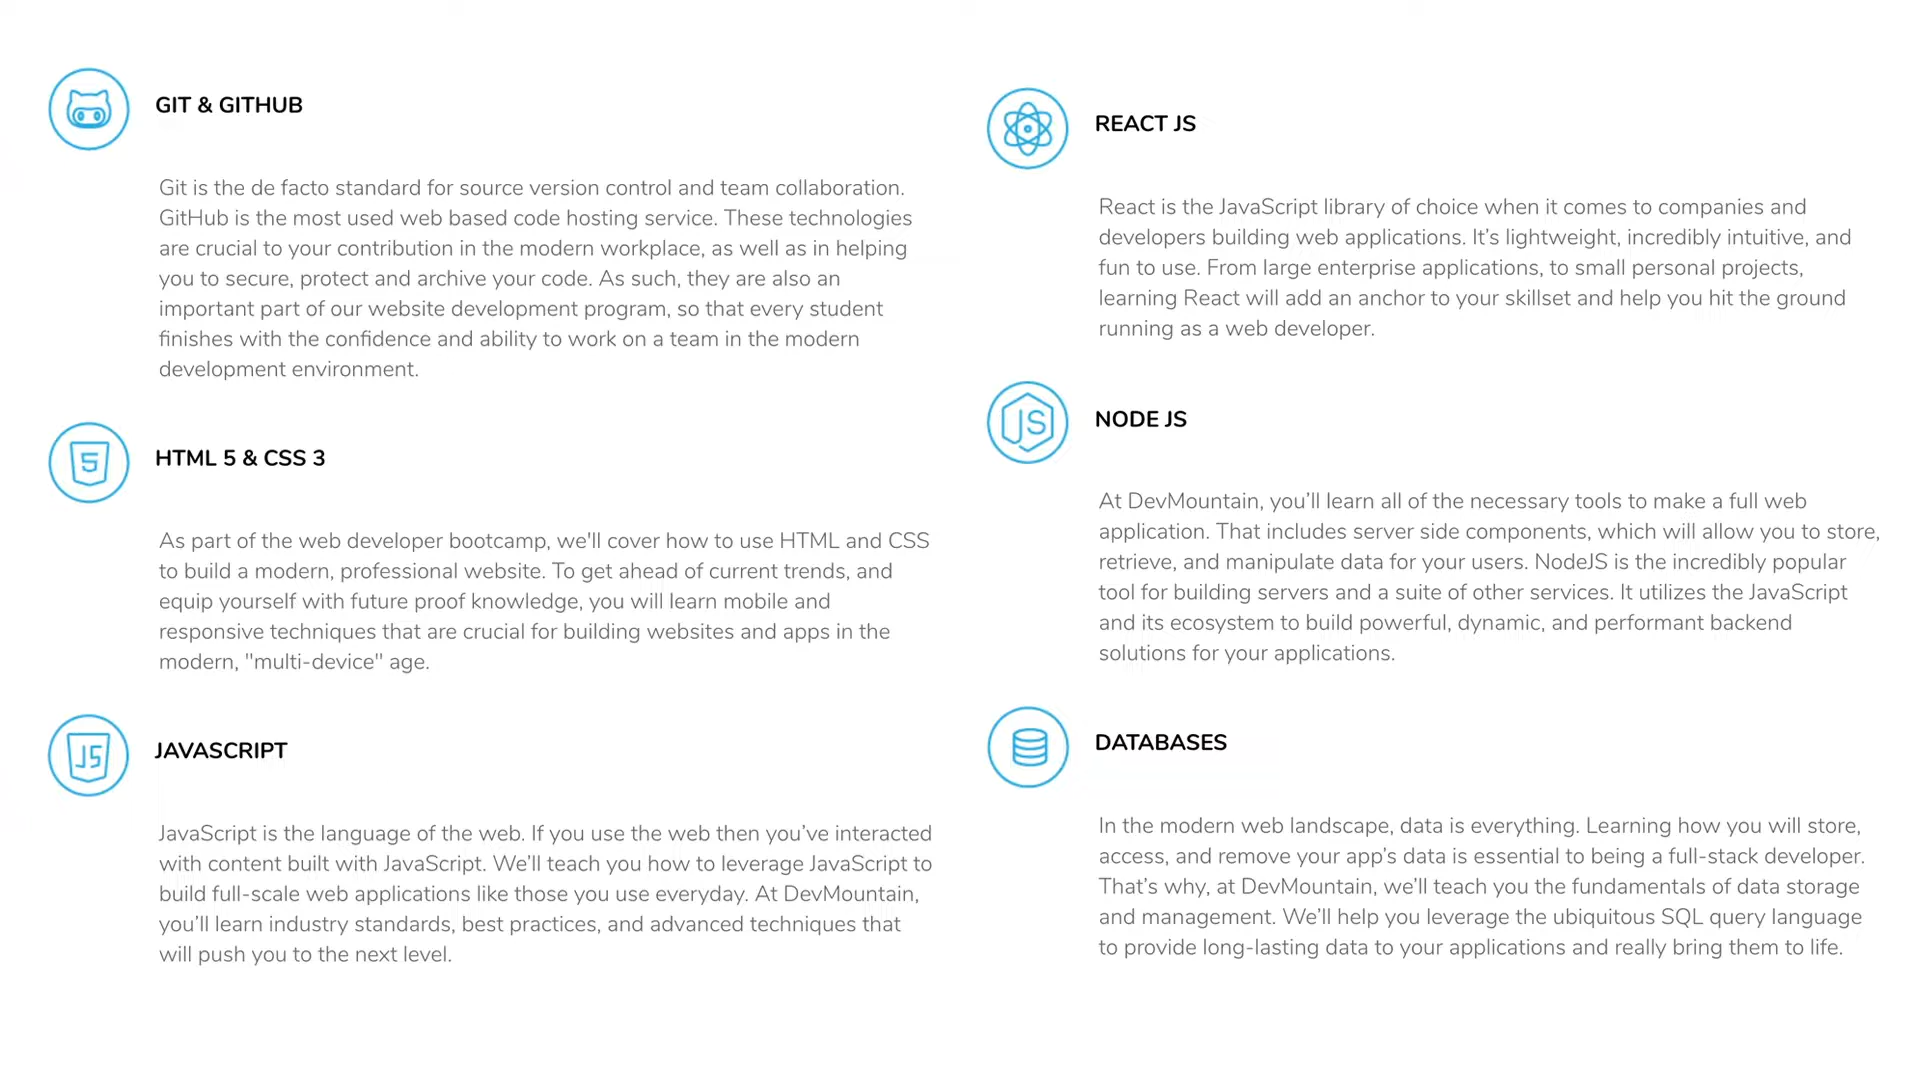 GIT & GITHUB
Git is the de facto standard for source version control and team collaboration.
GitHub is the most used web based code hosting service. These technologies
are crucial to your contribution in the modern workplace, as well as in helping
you to secure, protect and archive your code. As such, they are also an
important part of our website development program, so that every student
finishes with the confidence and ability to work on a team in the modern
development environment.
5
HTML 5 & CSS 3
As part of the web developer bootcamp, we'll cover how to use HTML and CSS
to build a modern, professional website. To get ahead of current trends, and
equip yourself with future proof knowledge, you will learn mobile and
responsive techniques that are crucial for building websites and apps in the
modern, "multi-device" age.
JS
JAVASCRIPT
JavaScript is the language of the web. If you use the web then you’ve interacted
with content built with JavaScript. We’ll teach you how to leverage JavaScript to
build full-scale web applications like those you use everyday. At DevMountain,
you’ll learn industry standards, best practices, and advanced techniques that
will push you to the next level.
REACT JS
React is the JavaScript library of choice when it comes to companies and
developers building web applications. It’s lightweight, incredibly intuitive, and
fun to use. From large enterprise applications, to small personal projects,
learning React will add an anchor to your skillset and help you hit the ground
running as a web developer.
JS
NODE JS
At DevMountain, you’ll learn all of the necessary tools to make a full web
application. That includes server side components, which will allow you to store,
retrieve, and manipulate data for your users. NodeJS is the incredibly popular
tool for building servers and a suite of other services. It utilizes the JavaScript
and its ecosystem to build powerful, dynamic, and performant backend
solutions for your applications.
DATABASES
In the modern web landscape, data is everything. Learning how you will store,
access, and remove your app’s data is essential to being a full-stack developer.
That’s why, at DevMountain, we’ll teach you the fundamentals of data storage
and management. We’ll help you leverage the ubiquitous SQL query language
to provide long-lasting data to your applications and really bring them to life.